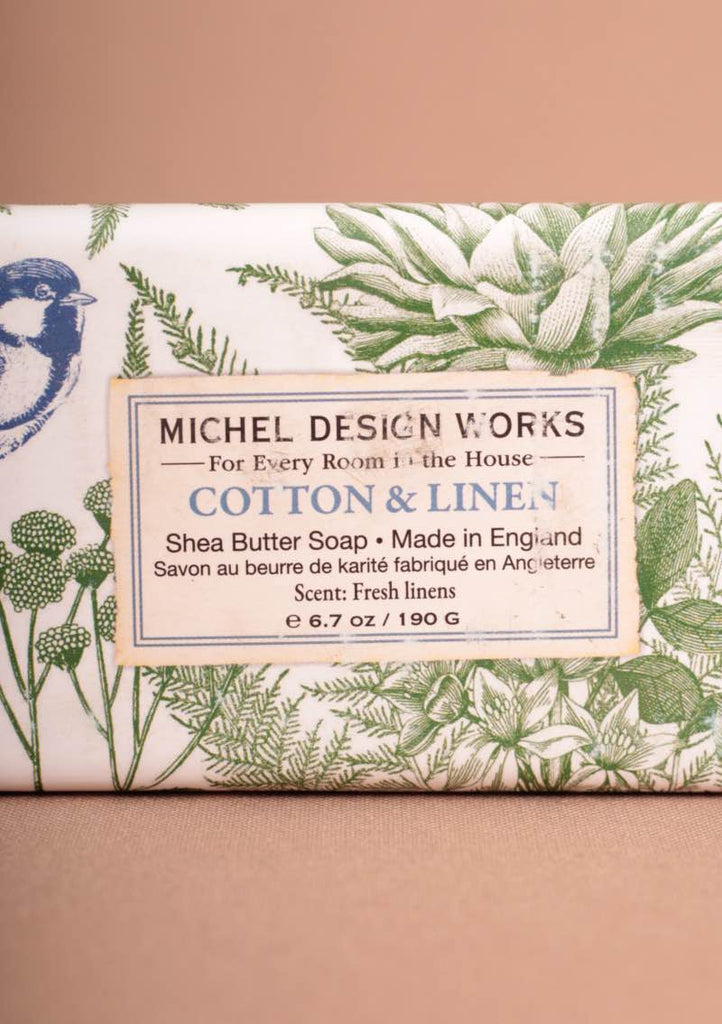 MICHEL DESIGN WORKS
For Every Room in the House
COTTON & LINEN
Shea Butter Soap • Made in England
Savon au beurre de karité fabriqué en Angleterre
Scent: Fresh linens
℮ 6.7 oz / 190 G